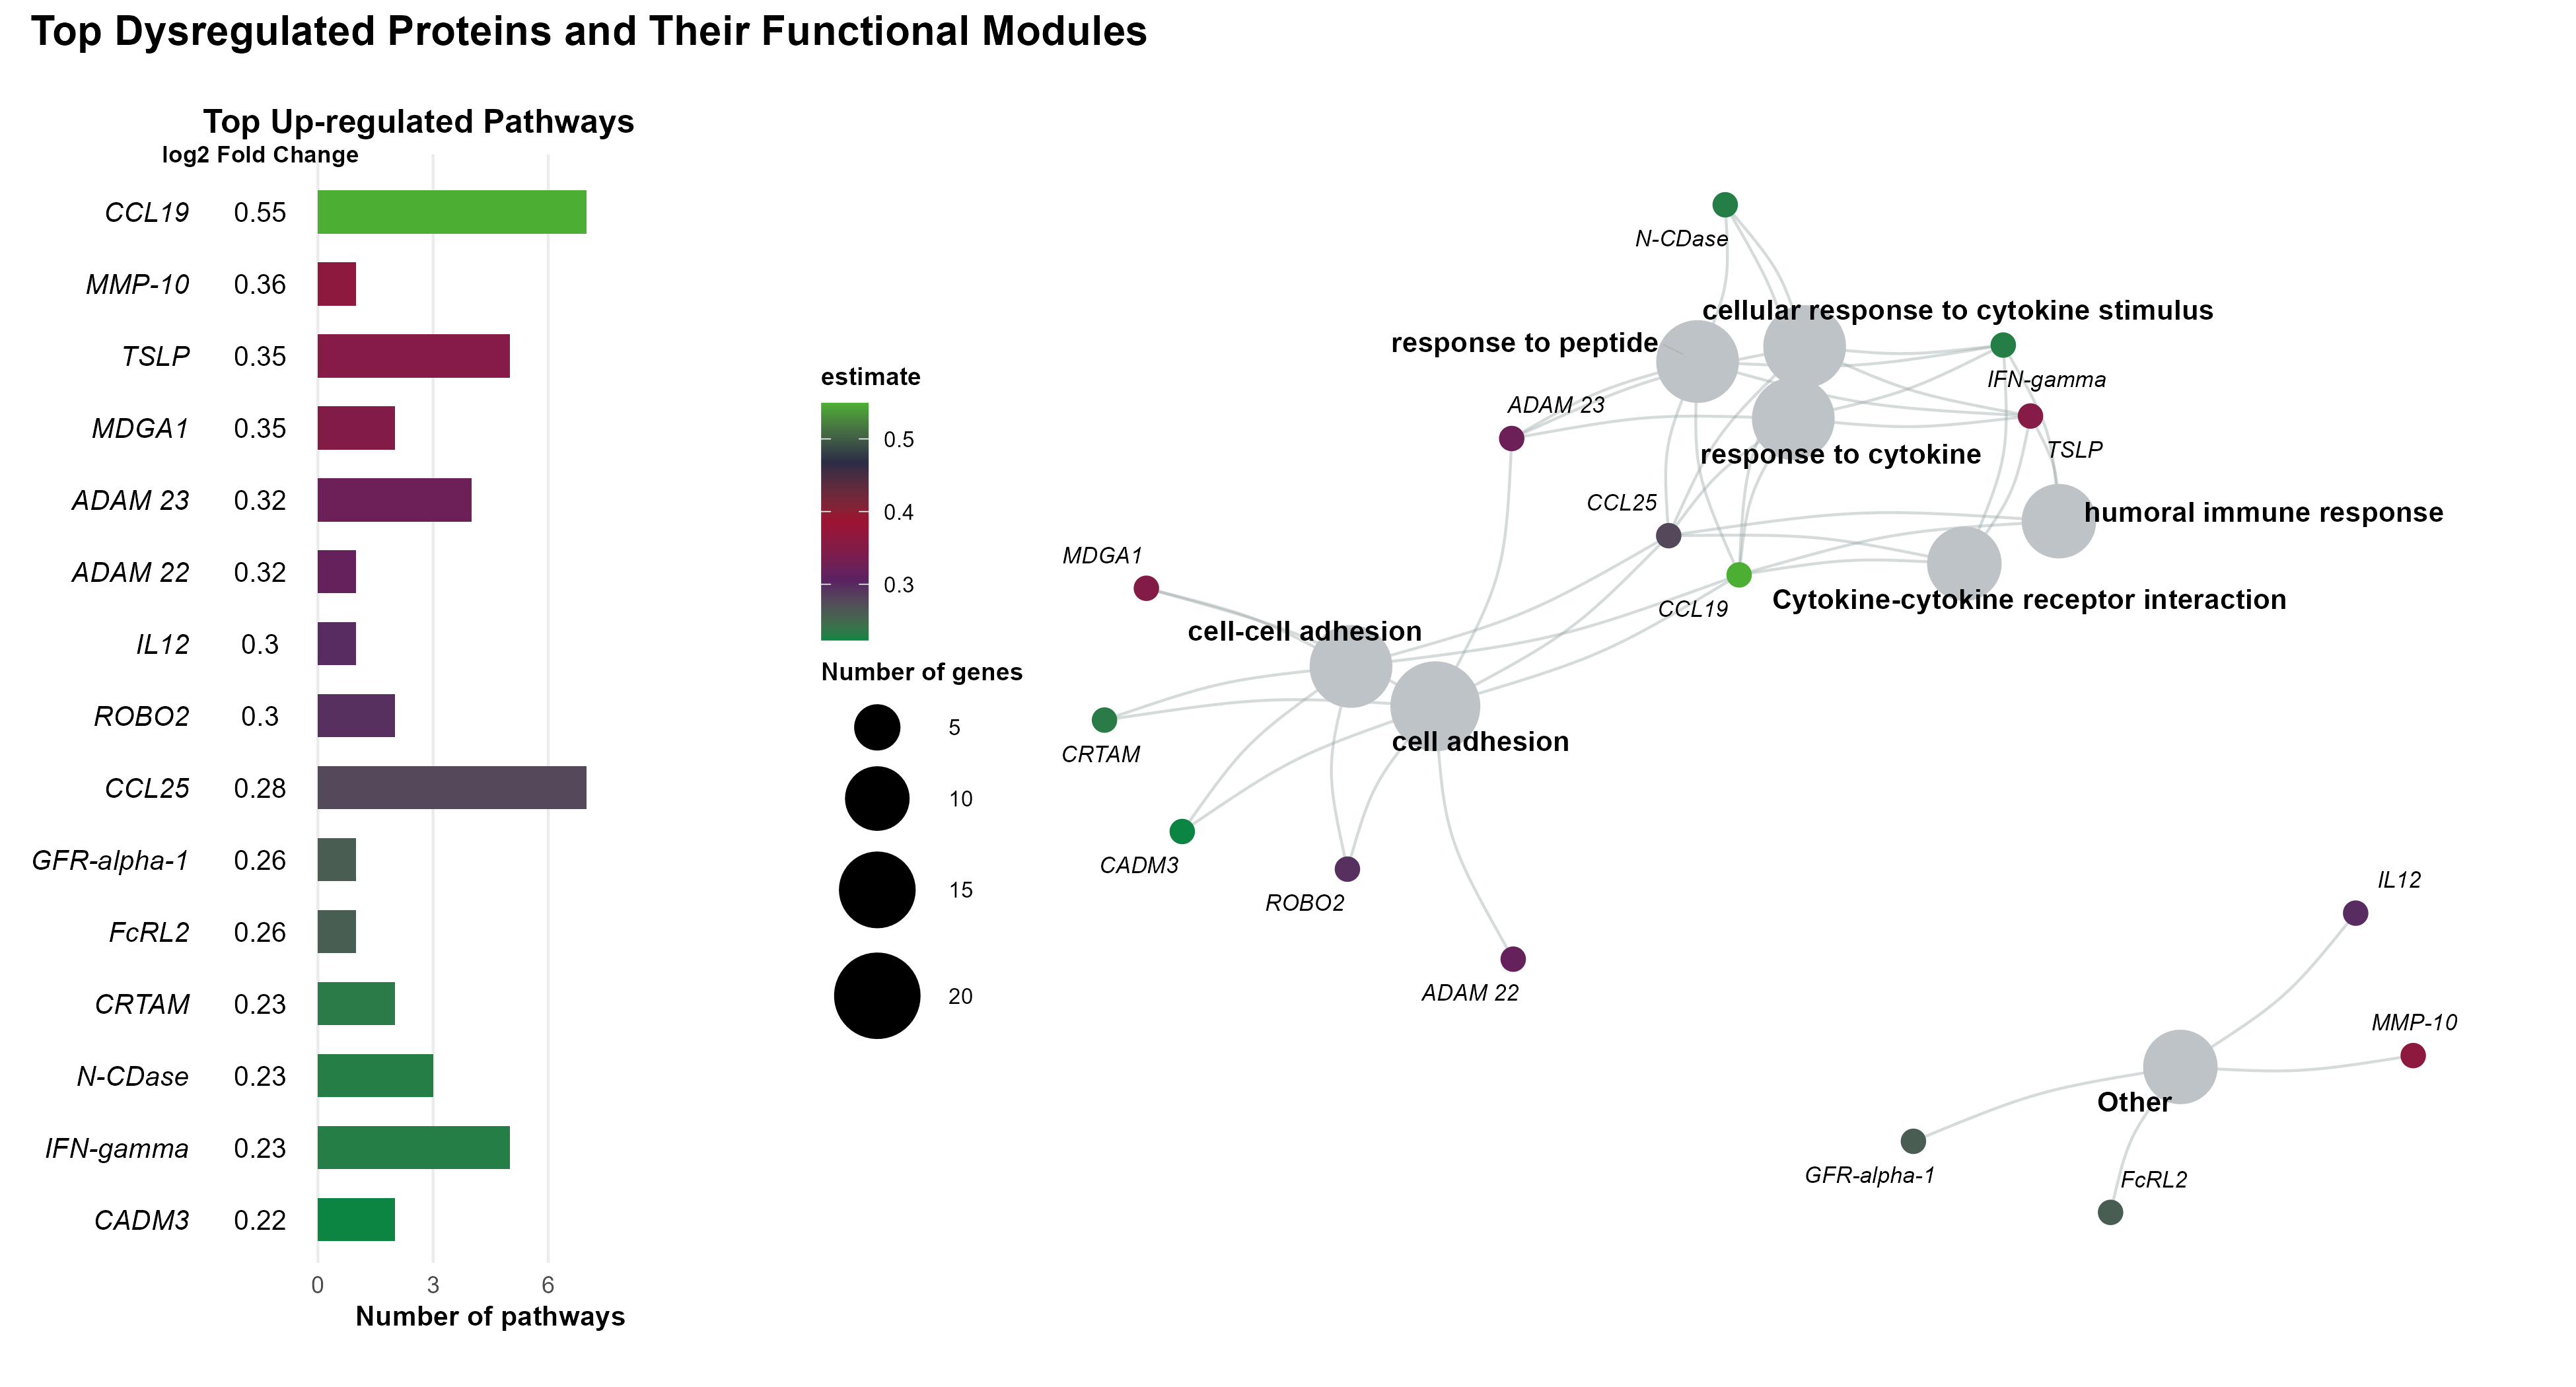 Top Dysregulated Proteins and Their Functional Modules
Top Up-regulated Pathways
log2 Fold Change
CCL19 0.55
MMP-10 0.36
TSLP 0.35
MDGA1 0.35
ADAM 23 0.32
ADAM 22 0.32
IL12 0.3
ROBO2 0.3
CCL25 0.28
GFR-alpha-1 0.26
FcRL2 0.26
CRTAM 0.23
N-CDase 0.23
IFN-gamma 0.23
CADM3 0.22
0 3 6
Number of pathways
estimate
0.5
0.4
0.3
Number of genes
5
10
15
20
N-CDase
cellular response to cytokine stimulus
response to peptide
IFN-gamma
ADAM 23
TSLP
response to cytokine
CCL25
humoral immune response
MDGA1
Cytokine-cytokine receptor interaction
CCL19
cell-cell adhesion
cell adhesion
CRTAM
CADM3
ROBO2
ADAM 22
IL12
MMP-10
Other
GFR-alpha-1
FcRL2